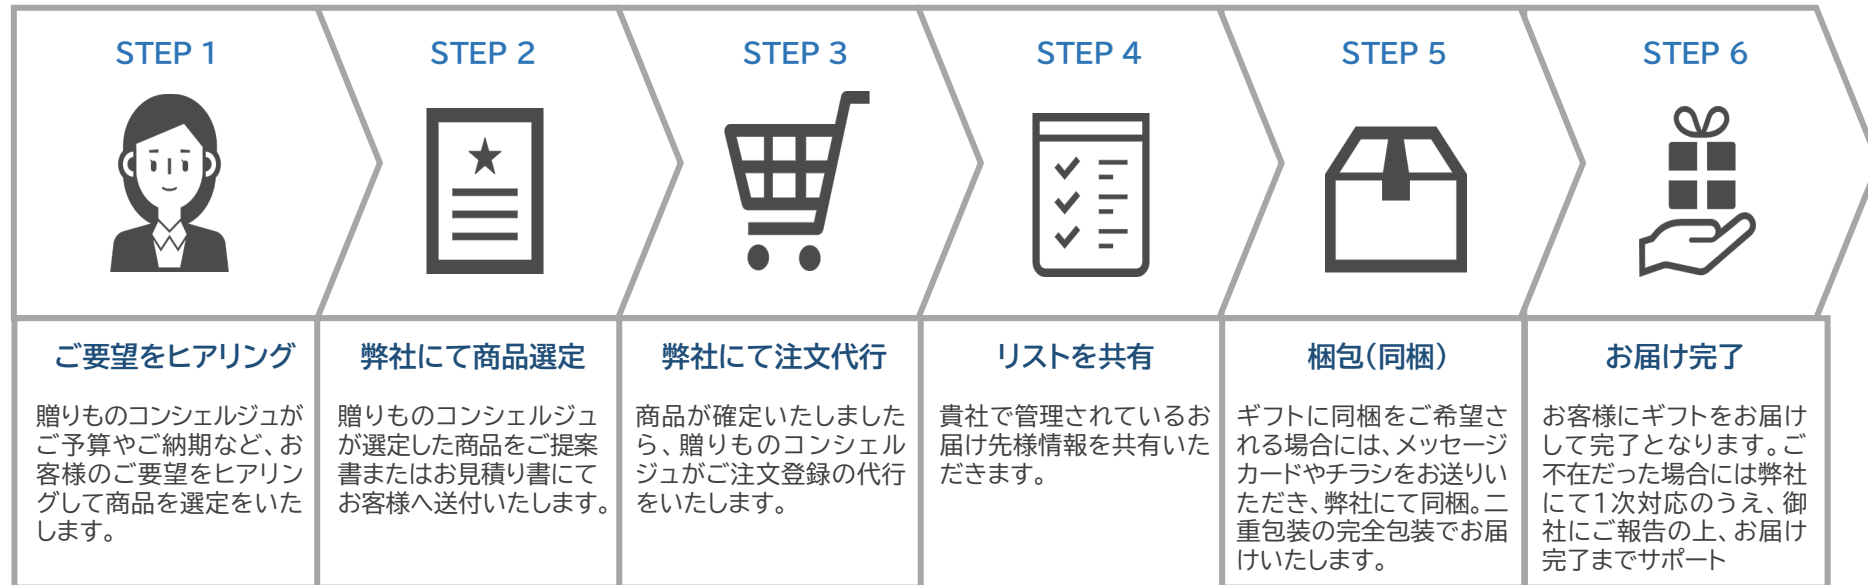 STEP 1
ご要望をヒアリング
贈りものコンシェルジュが
ご予算やご納期など、お
客様のご要望をヒアリン
グして商品を選定をいた
します。
STEP 2
弊社にて商品選定
贈りものコンシェルジュ
が選定した商品をご提案
書またはお見積り書にて
お客様へ送付いたします。
STEP 3
弊社にて注文代行
商品が確定いたしました
ら、贈りものコンシェル
ジュがご注文登録の代行
をいたします。
STEP 4
リストを共有
貴社で管理されているお
届け先様情報を共有いた
だきます。
STEP 5
梱包(同梱)
ギフトに同梱をご希望さ
れる場合には、メッセージ
カードやチラシをお送りい
ただき、弊社にて同梱。二
重包装の完全包装でお届
けいたします。
STEP 6
お届け完了
お客様にギフトをお届け
して完了となります。ご
不在だった場合には弊社
にて1次対応のうえ、御
社にご報告の上、お届け
完了までサポート